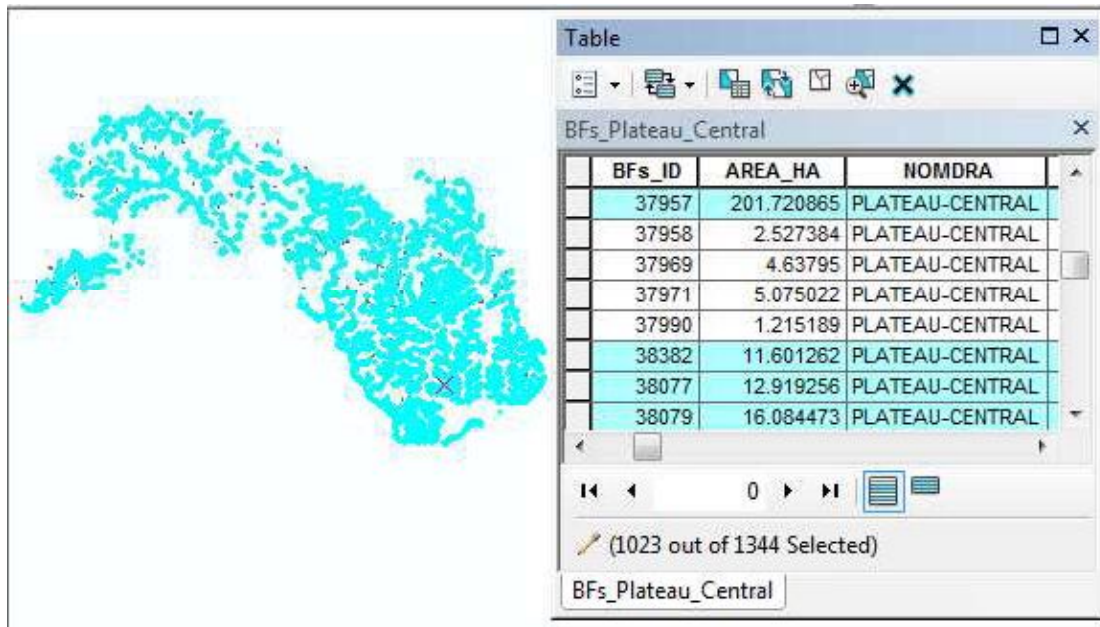 Table
BFs_Plateau_Central
BFs_ID AREA_HA NOMDRA
37957 201.720865 PLATEAU-CENTRAL
37958 2.527384 PLATEAU-CENTRAL
37969 4.63795 PLATEAU-CENTRAL
37971 5.075022 PLATEAU-CENTRAL
37990 1.215189 PLATEAU-CENTRAL
38382 11.601262 PLATEAU-CENTRAL
38077 12.919256 PLATEAU-CENTRAL
38079 16.084473 PLATEAU-CENTRAL
0
(1023 out of 1344 Selected)
BFs_Plateau_Central